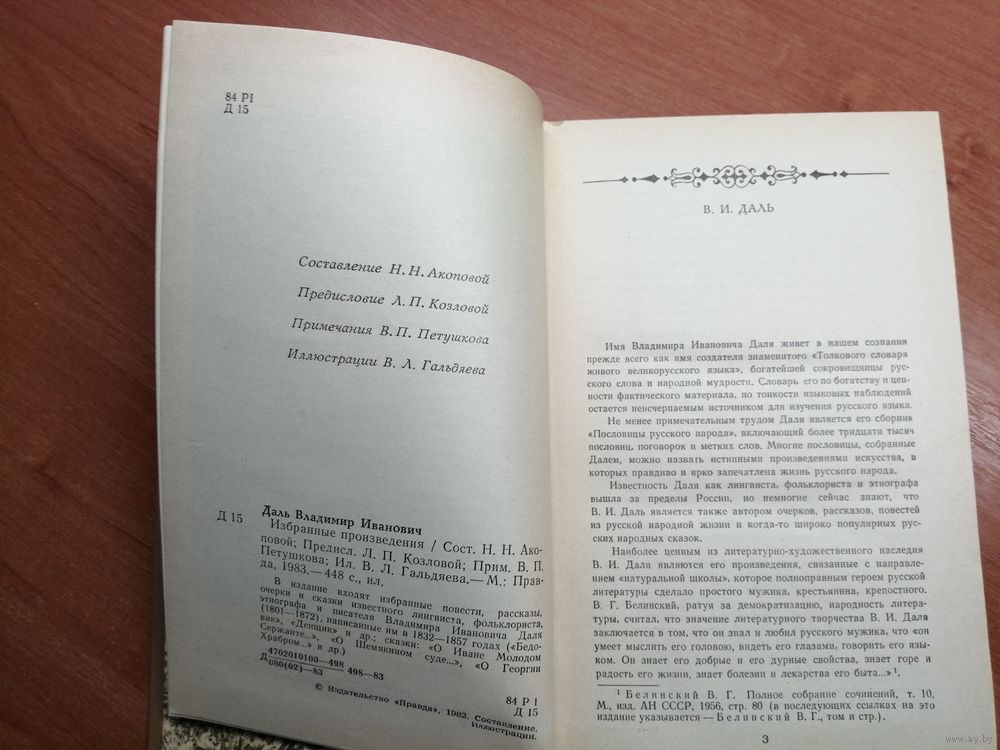 84 Р1
Д 15
Составление Н. Н. Акоповой
Предисловие Л. П. Козловой
Примечания В. П. Петушкова
Иллюстрации В. Л. Гальдяева
Даль Владимир Иванович
Д 15
Избранные произведения / Сост. Н. Н. Ако-
повой; Предисл. Л. П. Козловой; Прим. В. П.
Петушкова; Ил. В. Л. Гальдяева.— М.: Прав-
да, 1983.— 448 с., ил.
В издание входят избранные повести, рассказы,
очерки и сказки известного лингвиста, фольклориста,
этнографа и писателя Владимира Ивановича Даля
(1801—1872), написанные им в 1832—1857 годах («Бедо-
вик», «Денщик» и др.; сказки: «О Иване Молодом
Сержанте...», «О Шемякином суде...», «О Георгии
Храбром...» и др.)
Д 4702010100—498 498—83
080(02)—83
84 Р 1
Д 15
© Издательство «Правда», 1982, Составление.
Иллюстрации.
В. И. ДАЛЬ
Имя Владимира Ивановича Даля живет в нашем сознании
прежде всего как имя создателя знаменитого «Толкового словаря
живого великорусского языка», богатейшей сокровищницы рус-
ского слова и народной мудрости. Словарь его по богатству и цен-
ности фактического материала, по тонкости языковых наблюдений
остается неисчерпаемым источником для изучения русского языка.
Не менее примечательным трудом Даля является его сборник
«Пословицы русского народа», включающий более тридцати тысяч
пословиц, поговорок и метких слов. Многие пословицы, собранные
Далем, можно назвать истинными произведениями искусства, в
которых правдиво и ярко запечатлена жизнь русского народа.
Известность Даля как лингвиста, фольклориста и этнографа
вышла за пределы России, но немногие сейчас знают, что
В. И. Даль является также автором очерков, рассказов, повестей
из русской народной жизни и когда-то широко популярных рус-
ских народных сказок.
Наиболее ценным из литературно-художественного наследия
В. И. Даля являются его произведения, связанные с направлени-
ем «натуральной школы», которое полноправным героем русской
литературы сделало простого мужика, крестьянина, крепостного.
В. Г. Белинский, ратуя за демократизацию, народность литера-
туры, считал, что значение литературного творчества В. И. Даля
заключается в том, что он знал и любил русского мужика, что «он
умеет мыслить его головою, видеть его глазами, говорить его язы-
ком. Он знает его добрые и его дурные свойства, знает горе и
радость его жизни, знает болезни и лекарства его быта...» ¹.
¹ Белинский В. Г. Полное собрание сочинений, т. 10,
М., изд. АН СССР, 1956, стр. 80 (в последующих ссылках на это
издание указывается — Белинский В. Г., том и стр.).
3
www.ay.by